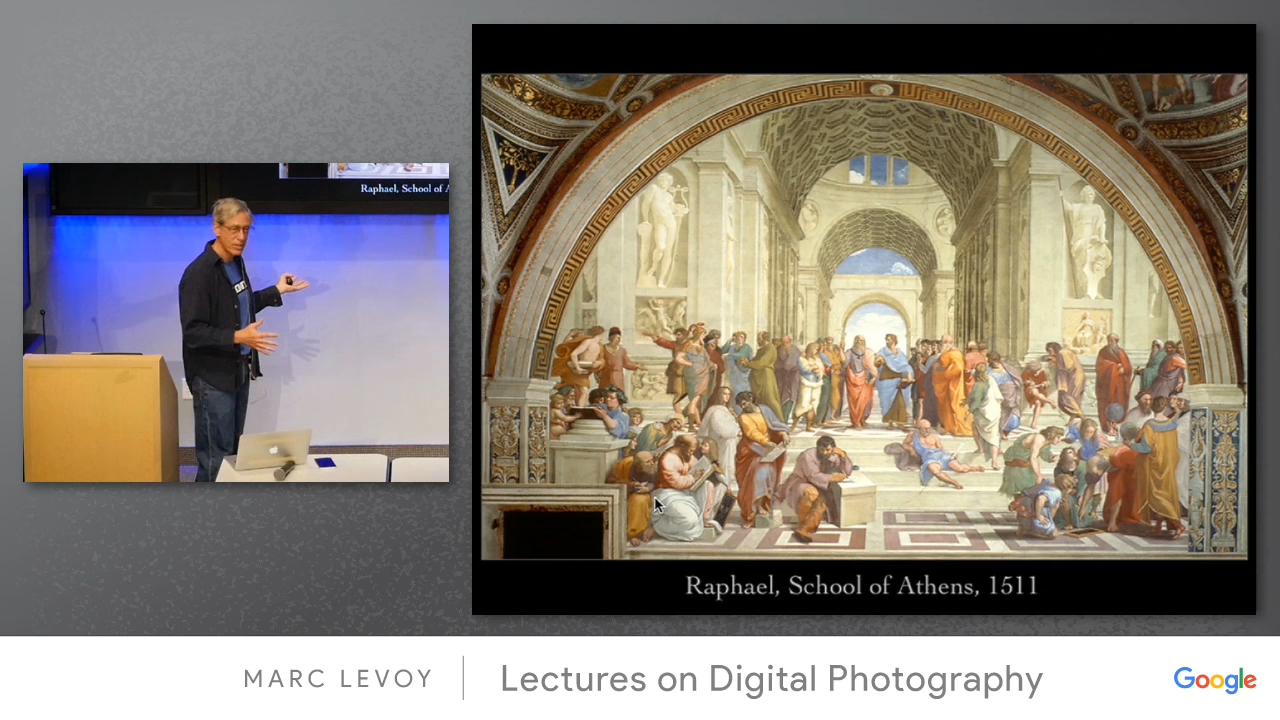 Raphael, School of A
Raphael, School of Athens, 1511
MARC LEVOY
Lectures on Digital Photography
Google